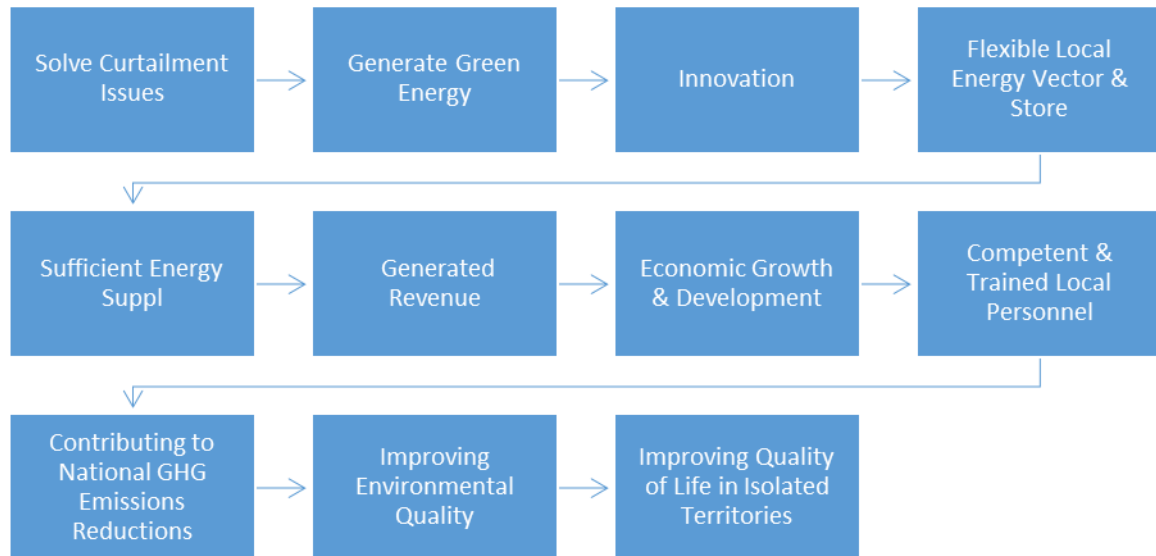 Solve Curtailment
Issues
Generate Green
Energy
Innovation
Flexible Local
Energy Vector &
Store
Sufficient Energy
Suppl
Generated
Revenue
Economic Growth
& Development
Competent &
Trained Local
Personnel
Contributing to
National GHG
Emissions
Reductions
Improving
Environmental
Quality
Improving Quality
of Life in Isolated
Territories